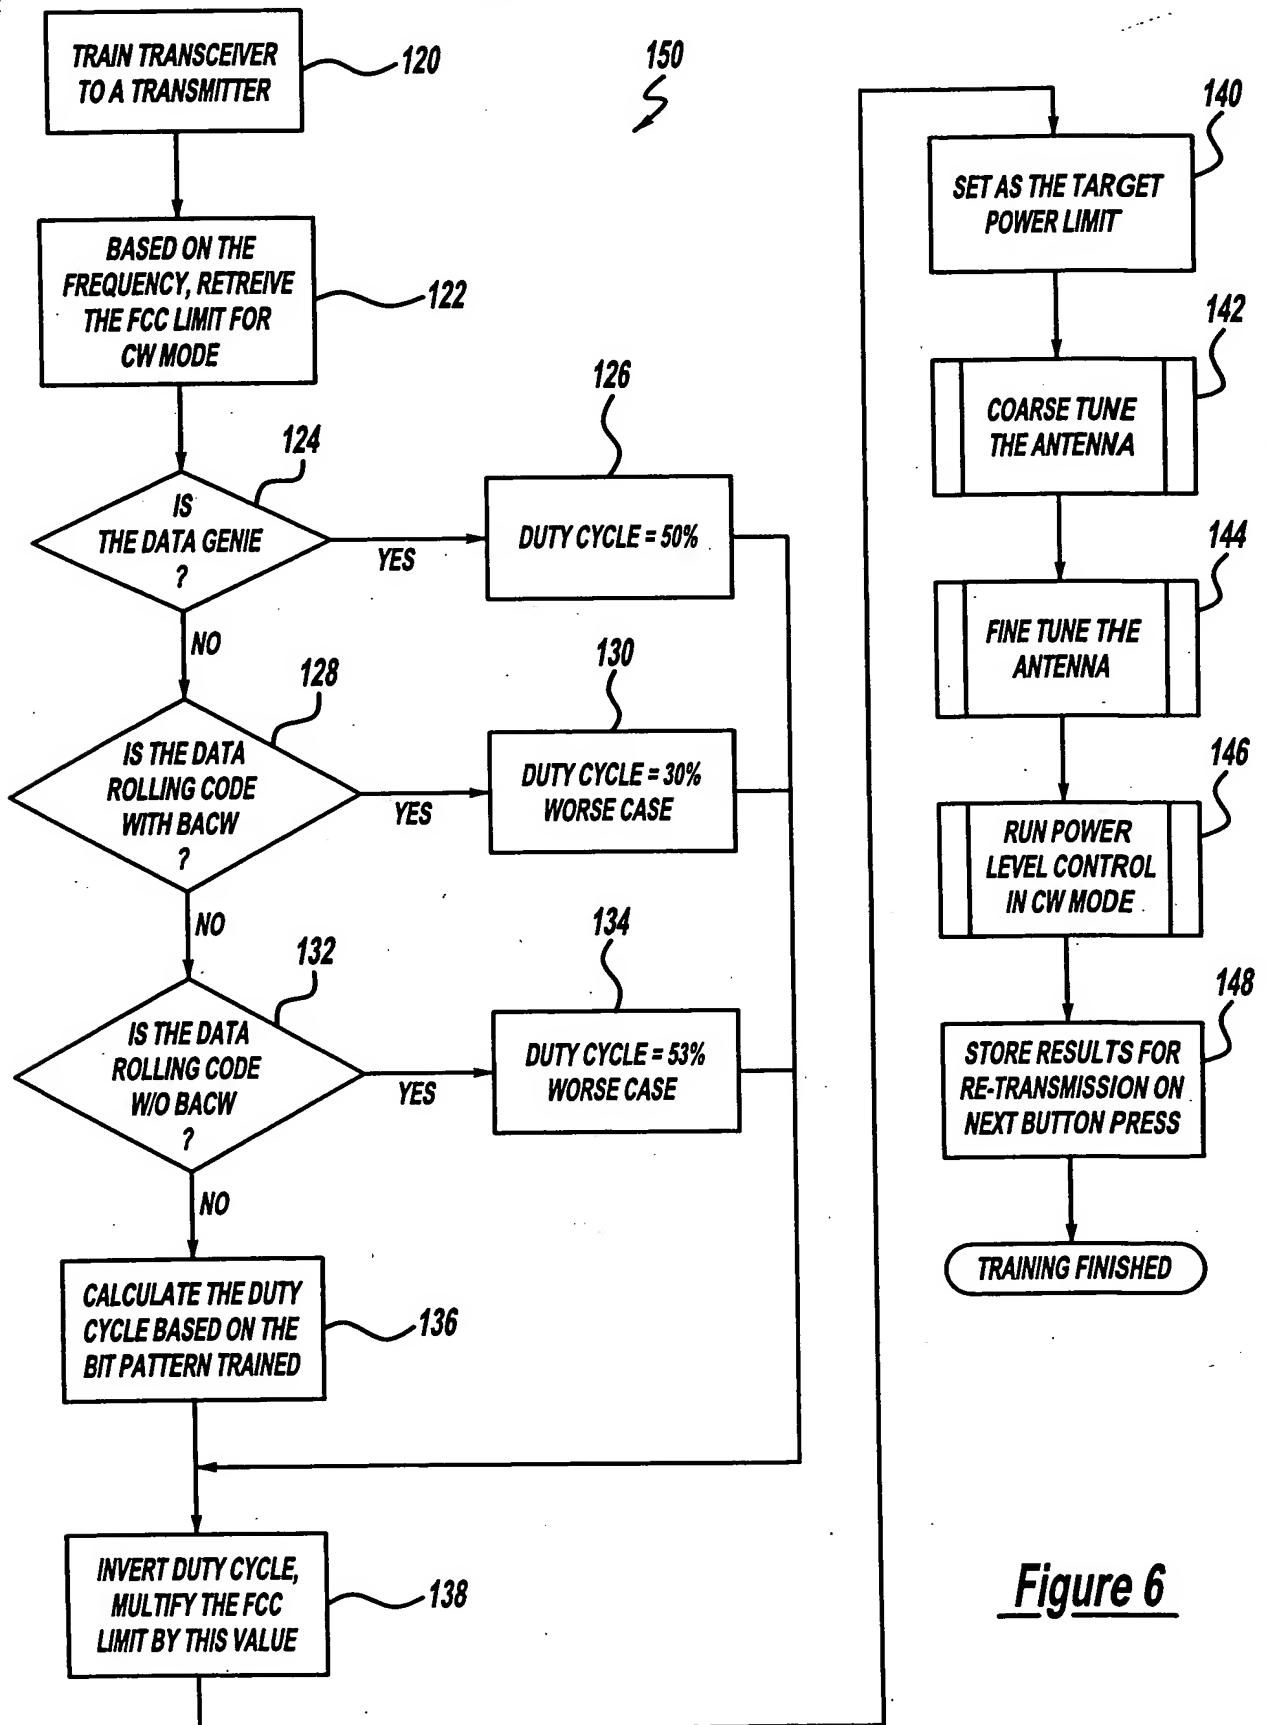 TRAIN TRANSCEIVER
TO A TRANSMITTER
120
150
BASED ON THE
FREQUENCY, RETREIVE
THE FCC LIMIT FOR
CW MODE
122
124
IS
THE DATA GENIE
?
YES
126
DUTY CYCLE = 50%
NO
128
IS THE DATA
ROLLING CODE
WITH BACW
?
YES
130
DUTY CYCLE = 30%
WORSE CASE
NO
132
IS THE DATA
ROLLING CODE
W/O BACW
?
YES
134
DUTY CYCLE = 53%
WORSE CASE
NO
CALCULATE THE DUTY
CYCLE BASED ON THE
BIT PATTERN TRAINED
136
INVERT DUTY CYCLE,
MULTIFY THE FCC
LIMIT BY THIS VALUE
138
140
SET AS THE TARGET
POWER LIMIT
142
COARSE TUNE
THE ANTENNA
144
FINE TUNE THE
ANTENNA
146
RUN POWER
LEVEL CONTROL
IN CW MODE
148
STORE RESULTS FOR
RE-TRANSMISSION ON
NEXT BUTTON PRESS
TRAINING FINISHED
Figure 6